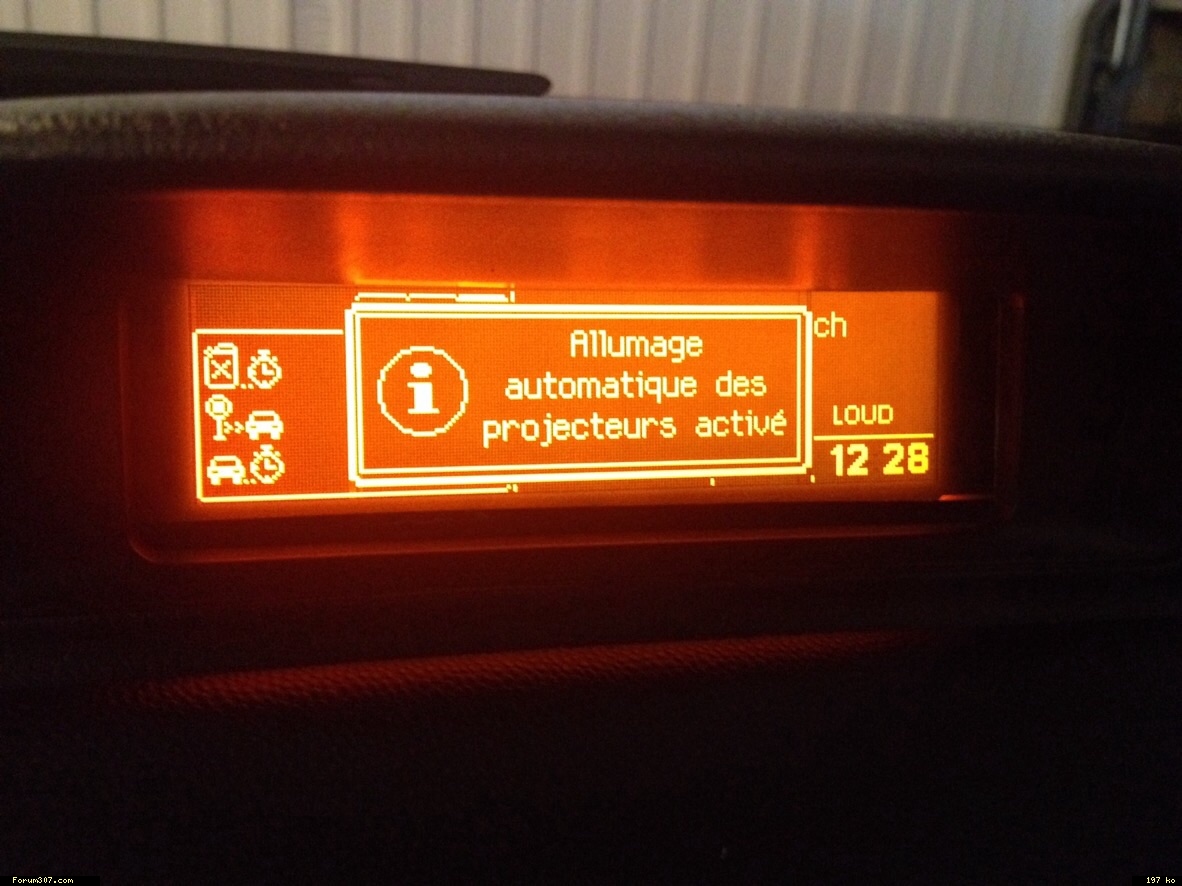 Allumage
automatique des
projecteurs activé
ch
LOUD
12 28
Forum307.com
197 ko